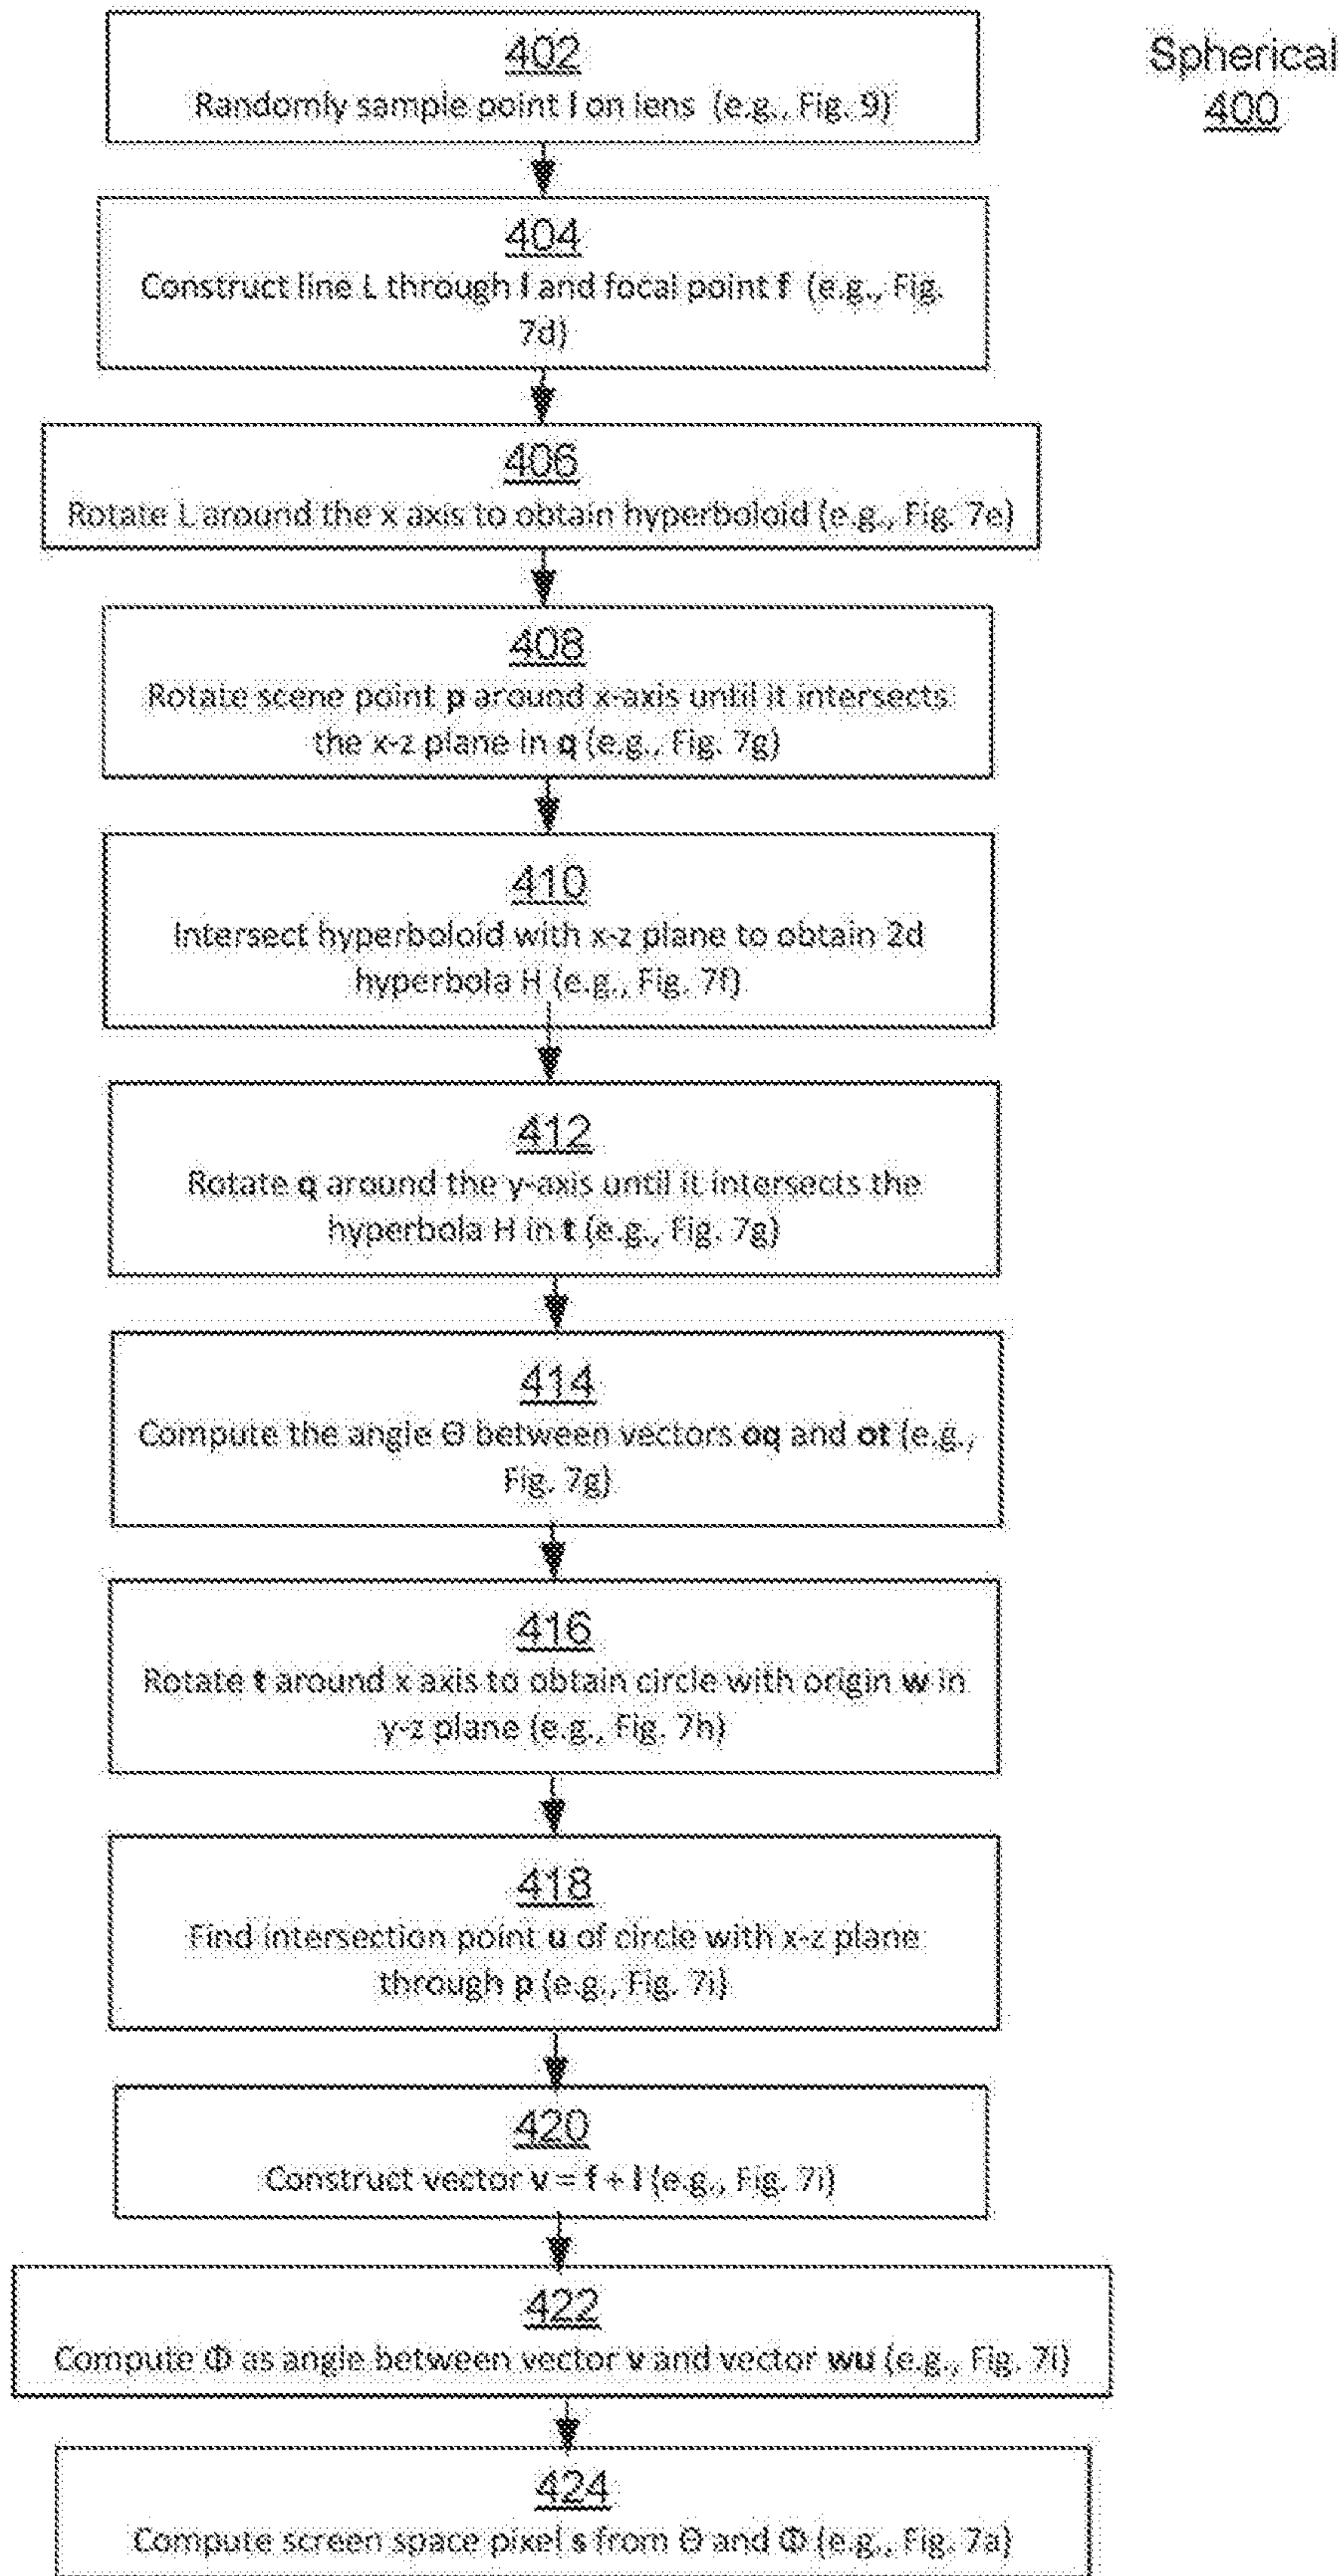 Spherical
400
402
Randomly sample point l on lens (e.g., Fig. 9)
404
Construct line L through l and focal point f (e.g., Fig.
7d)
406
Rotate L around the x axis to obtain hyperboloid (e.g., Fig. 7e)
408
Rotate scene point p around x-axis until it intersects
the x-z plane in q (e.g., Fig. 7g)
410
Intersect hyperboloid with x-z plane to obtain 2d
hyperbola H (e.g., Fig. 7f)
412
Rotate q around the y-axis until it intersects the
hyperbola H in t (e.g., Fig. 7g)
414
Compute the angle Θ between vectors oq and ot (e.g.,
Fig. 7g)
416
Rotate t around x axis to obtain circle with origin w in
y-z plane (e.g., Fig. 7h)
418
Find intersection point u of circle with x-z plane
through p (e.g., Fig. 7i)
420
Construct vector v = f + l (e.g., Fig. 7i)
422
Compute Φ as angle between vector v and vector wu (e.g., Fig. 7i)
424
Compute screen space pixel s from Θ and Φ (e.g., Fig. 7a)